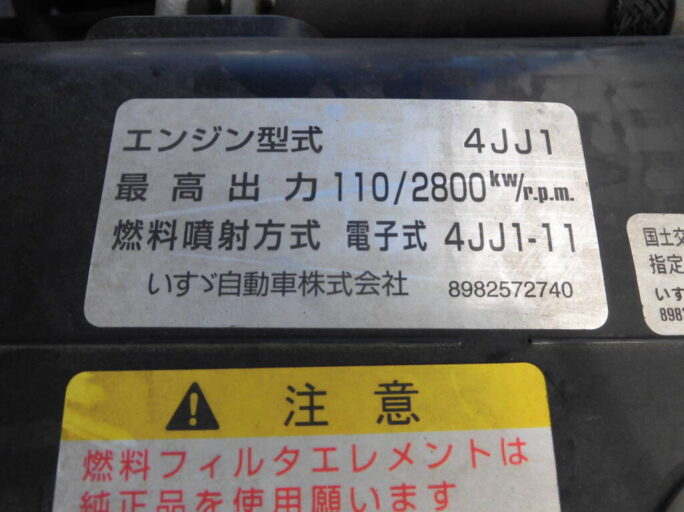 エンジン型式 4JJ1
最高出力 110/2800kw/r.p.m.
燃料噴射方式 電子式 4JJ1-11
いすゞ自動車株式会社 8982572740
国土交
指定
いす
898
⚠ 注意
燃料フィルタエレメントは
純正品を使用願います